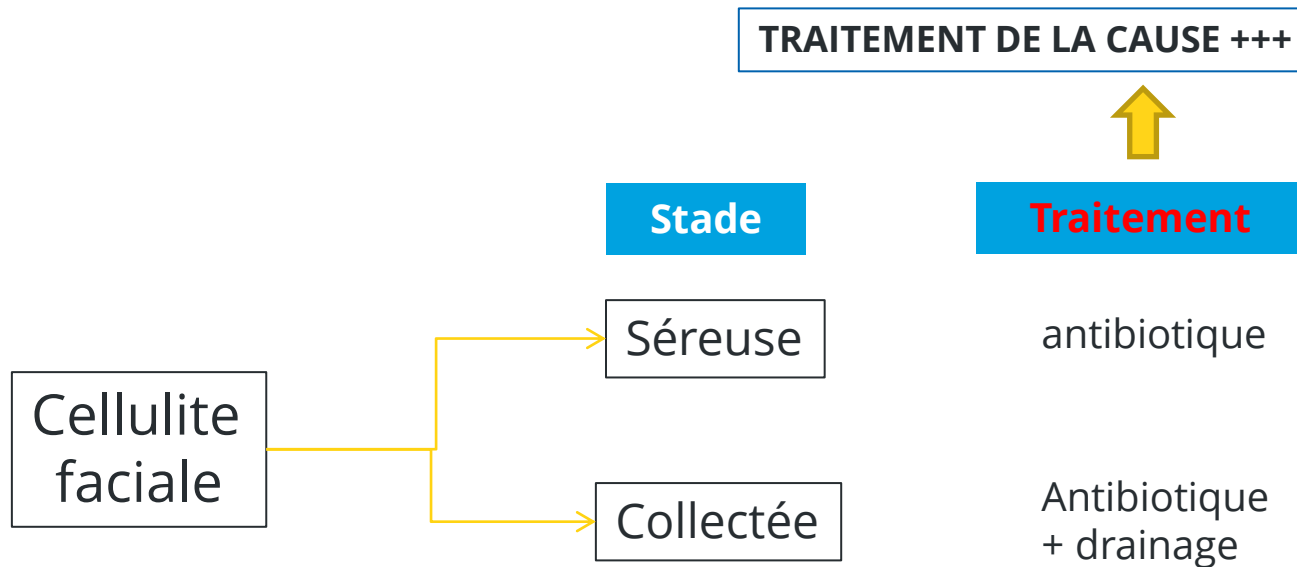 TRAITEMENT DE LA CAUSE +++
Stade
Traitement
Séreuse
antibiotique
Cellulite
faciale
Collectée
Antibiotique
+ drainage